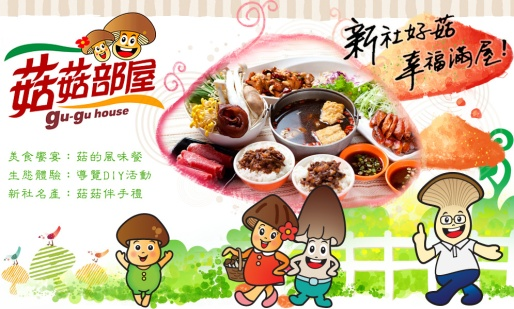 菇菇部屋
gu-gu house
新社好菇
幸福滿屋!
美食饗宴：菇的風味餐
生態體驗：導覽DIY活動
新社名產：菇菇伴手禮